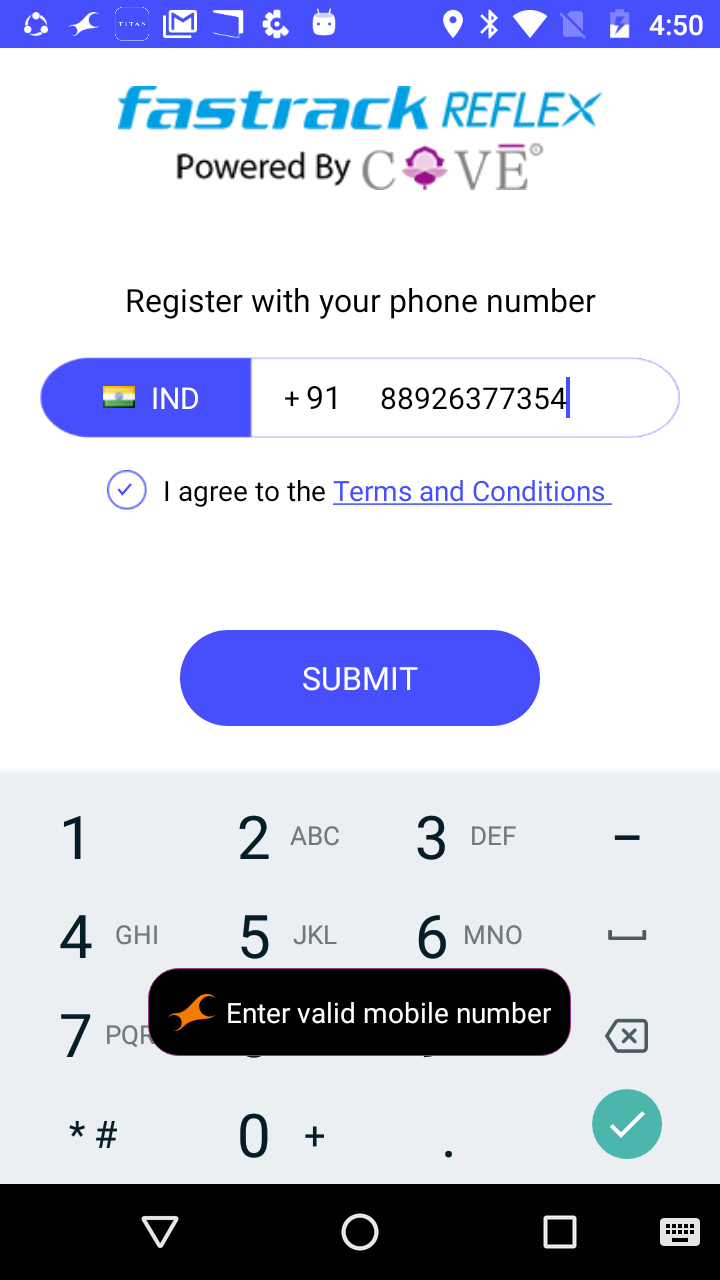 TITAN
4:50
fastrack REFLEX
Powered By COVE®
Register with your phone number
IND + 91 88926377354
I agree to the Terms and Conditions
SUBMIT
1 2 ABC 3 DEF –
4 GHI 5 JKL 6 MNO
7 PQR
Enter valid mobile number
* # 0 + .